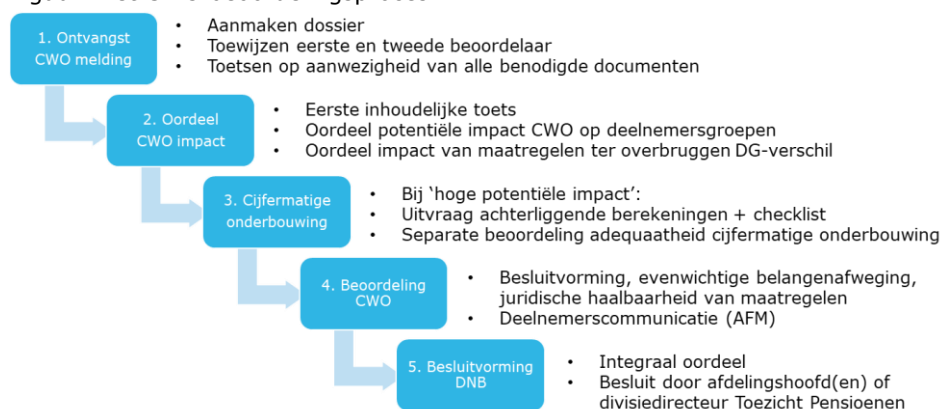 1. Ontvangst
CWO melding
• Aanmaken dossier
• Toewijzen eerste en tweede beoordelaar
• Toetsen op aanwezigheid van alle benodigde documenten
2. Oordeel
CWO impact
• Eerste inhoudelijke toets
• Oordeel potentiële impact CWO op deelnemersgroepen
• Oordeel impact van maatregelen ter overbruggen DG-verschil
3. Cijfermatige
onderbouwing
• Bij ‘hoge potentiële impact’:
• Uitvraag achterliggende berekeningen + checklist
• Separate beoordeling adequaatheid cijfermatige onderbouwing
4. Beoordeling
CWO
• Besluitvorming, evenwichtige belangenafweging,
juridische haalbaarheid van maatregelen
• Deelnemerscommunicatie (AFM)
5. Besluitvorming
DNB
• Integraal oordeel
• Besluit door afdelingshoofd(en) of
divisiedirecteur Toezicht Pensioenen